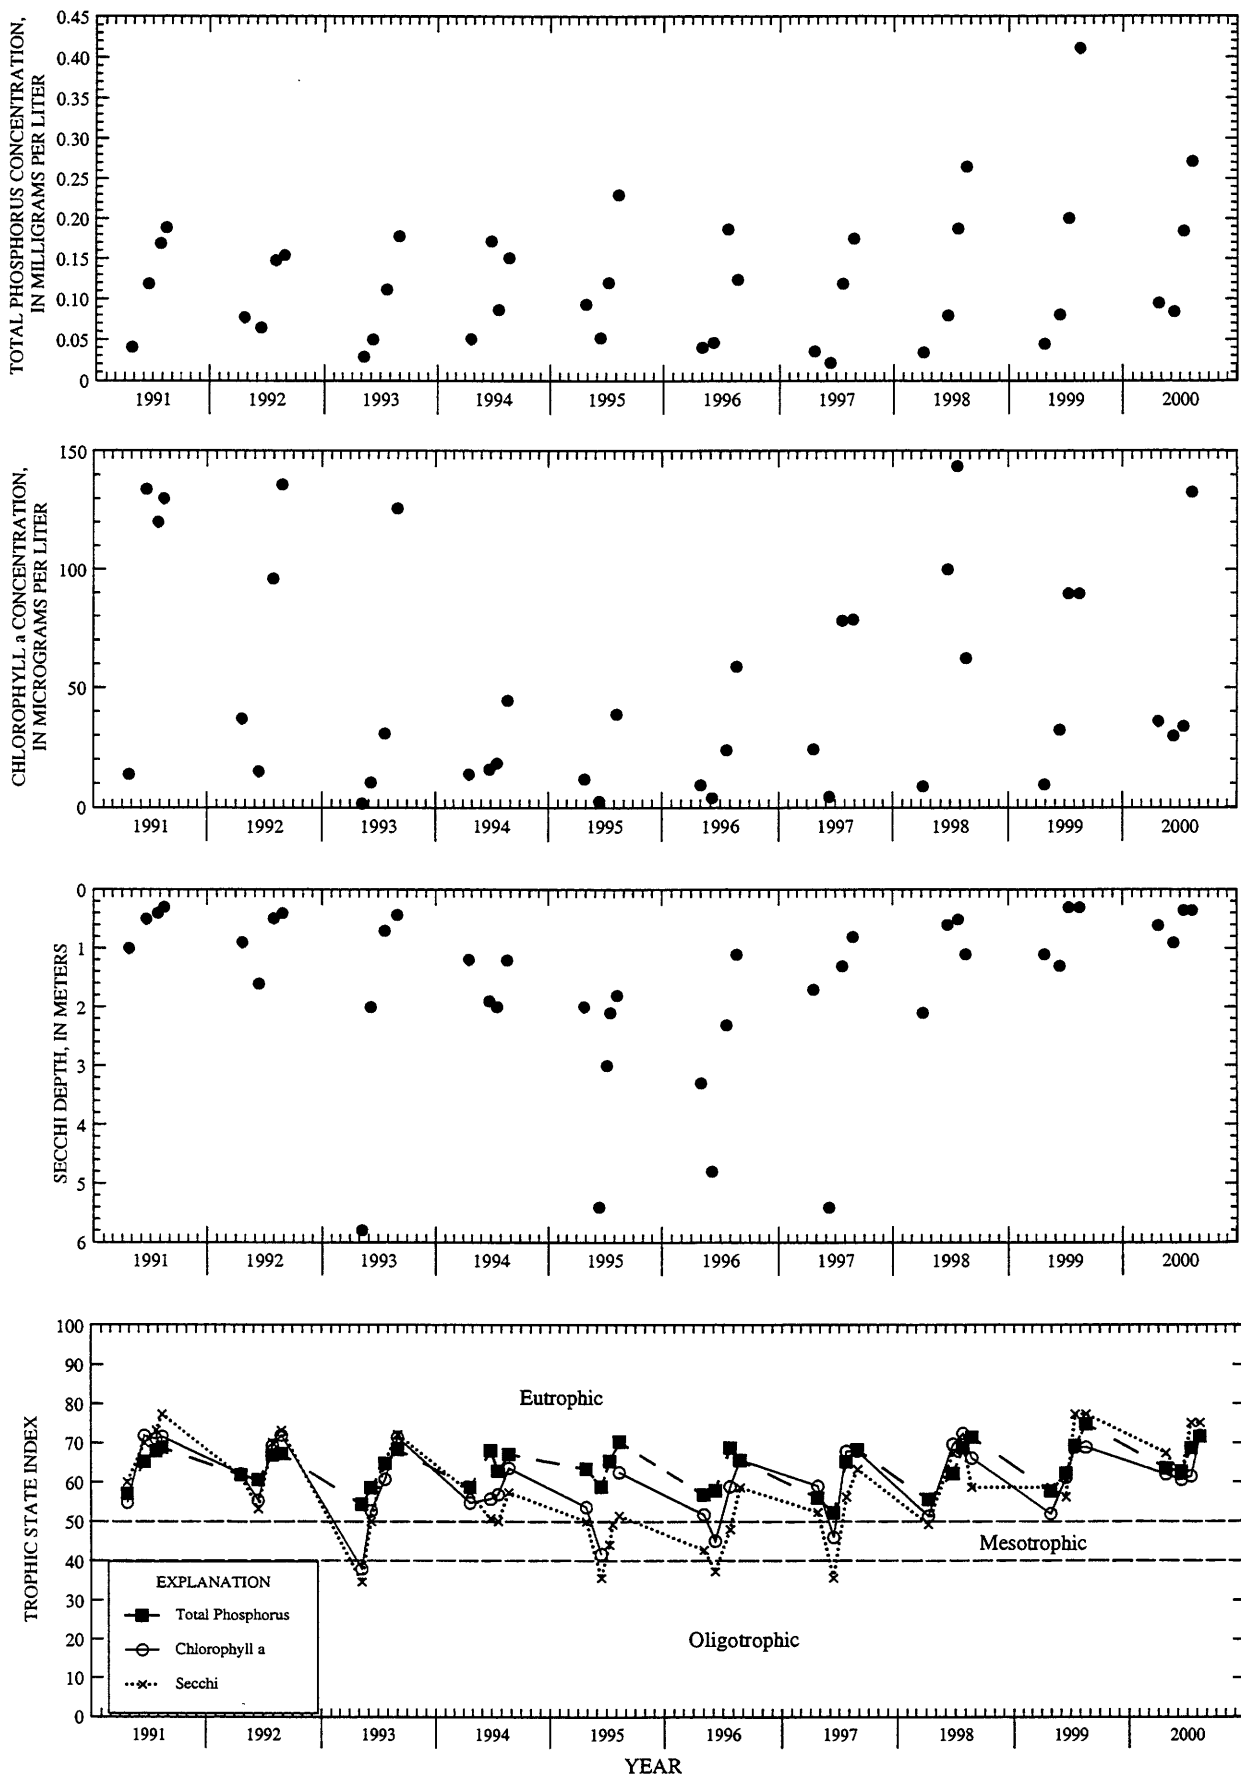 TOTAL PHOSPHORUS CONCENTRATION,
IN MILLIGRAMS PER LITER
0.45
0.40
0.35
0.30
0.25
0.20
0.15
0.10
0.05
0
1991 1992 1993 1994 1995 1996 1997 1998 1999 2000
CHLOROPHYLL a CONCENTRATION,
IN MICROGRAMS PER LITER
150
100
50
0
1991 1992 1993 1994 1995 1996 1997 1998 1999 2000
SECCHI DEPTH, IN METERS
0
1
2
3
4
5
6
1991 1992 1993 1994 1995 1996 1997 1998 1999 2000
TROPHIC STATE INDEX
100
90
80
70
60
50
40
30
20
10
0
Eutrophic
Mesotrophic
Oligotrophic
EXPLANATION
Total Phosphorus
Chlorophyll a
Secchi
1991 1992 1993 1994 1995 1996 1997 1998 1999 2000
YEAR